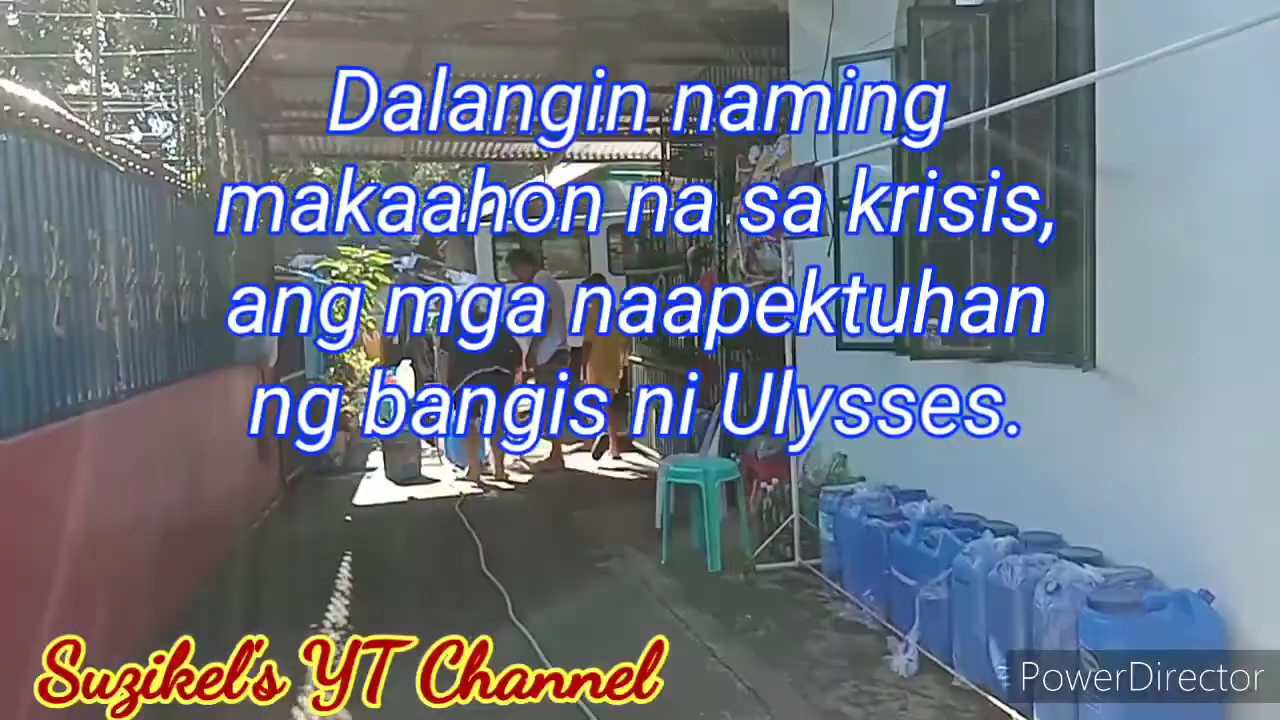 Dalangin naming
makaahon na sa krisis,
ang mga naapektuhan
ng bangis ni Ulysses.
Suzikel's YT Channel
PowerDirector